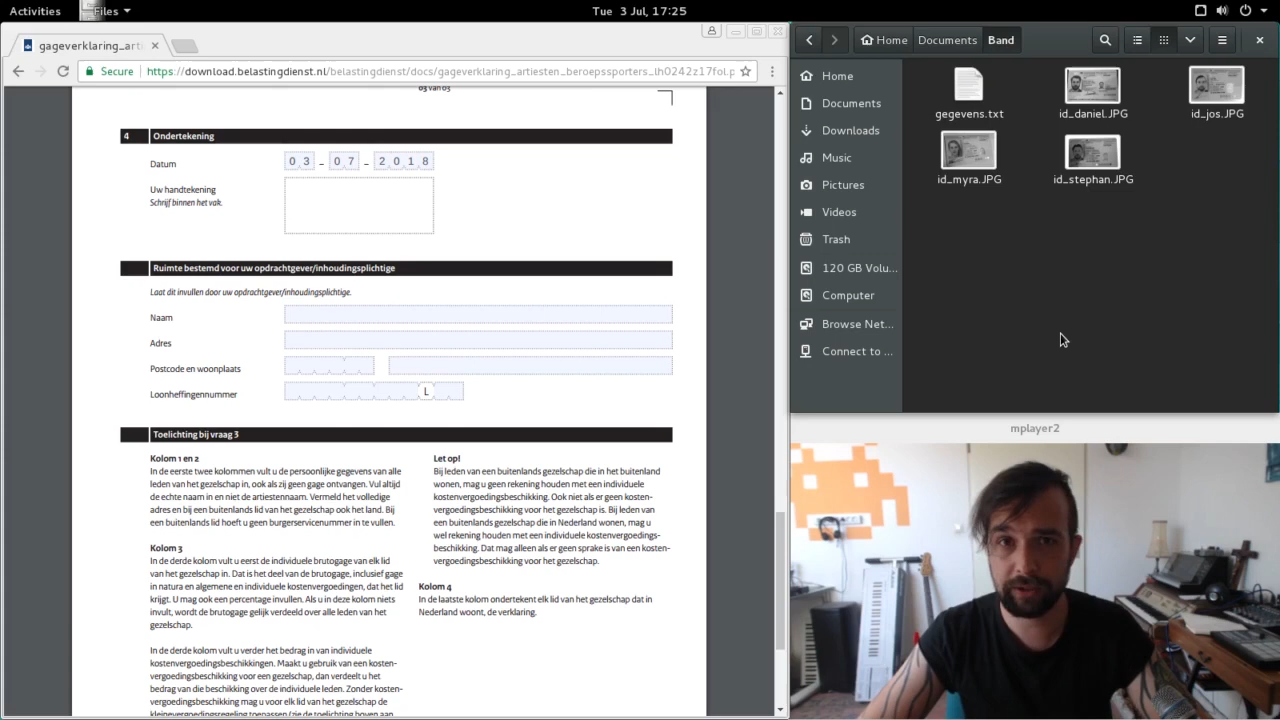 Activities
Files
Tue 3 Jul, 17:25
gageverklaring_arti
Secure
https://download.belastingdienst.nl/belastingdienst/docs/gageverklaring_artiesten_beroepssporters_lh0242z17fol.p
03 van 03
4 Ondertekening
Datum
03 – 07 – 2018
Uw handtekening
Schrijf binnen het vak.
Ruimte bestemd voor uw opdrachtgever/inhoudingsplichtige
Laat dit invullen door uw opdrachtgever/inhoudingsplichtige.
Naam
Adres
Postcode en woonplaats
Loonheffingennummer
L
Toelichting bij vraag 3
Kolom 1 en 2
In de eerste twee kolommen vult u de persoonlijke gegevens van alle
leden van het gezelschap in, ook als zij geen gage ontvangen. Vul altijd
de echte naam in en niet de artiestennaam. Vermeld het volledige
adres en bij een buitenlands lid van het gezelschap ook het land. Bij
een buitenlands lid hoeft u geen burgerservicenummer in te vullen.
Kolom 3
In de derde kolom vult u eerst de individuele brutogage van elk lid
van het gezelschap in. Dat is het deel van de brutogage, inclusief gage
in natura en algemene en individuele kostenvergoedingen, dat het lid
krijgt. U mag ook een percentage invullen. Als u in deze kolom niets
invult, wordt de brutogage gelijk verdeeld over alle leden van het
gezelschap.
In de derde kolom vult u verder het bedrag in van individuele
kostenvergoedingsbeschikkingen. Maakt u gebruik van een kosten-
vergoedingsbeschikking voor een gezelschap, dan verdeelt u het
bedrag van die beschikking over de individuele leden. Zonder kosten-
vergoedingsbeschikking mag u voor elk lid van het gezelschap de
kleinevergoedingsregeling toepassen (zie de toelichting boven aan
Let op!
Bij leden van een buitenlands gezelschap die in het buitenland
wonen, mag u geen rekening houden met een individuele
kostenvergoedingsbeschikking. Ook niet als er geen kosten-
vergoedingsbeschikking voor het gezelschap is. Bij leden van
een buitenlands gezelschap die in Nederland wonen, mag u
wel rekening houden met een individuele kostenvergoedings-
beschikking. Dat mag alleen als er geen sprake is van een kosten-
vergoedingsbeschikking voor het gezelschap.
Kolom 4
In de laatste kolom ondertekent elk lid van het gezelschap dat in
Nederland woont, de verklaring.
Home
Documents
Band
Home
Documents
Downloads
Music
Pictures
Videos
Trash
120 GB Volu...
Computer
Browse Net...
Connect to ...
gegevens.txt
id_daniel.JPG
id_jos.JPG
id_myra.JPG
id_stephan.JPG
mplayer2